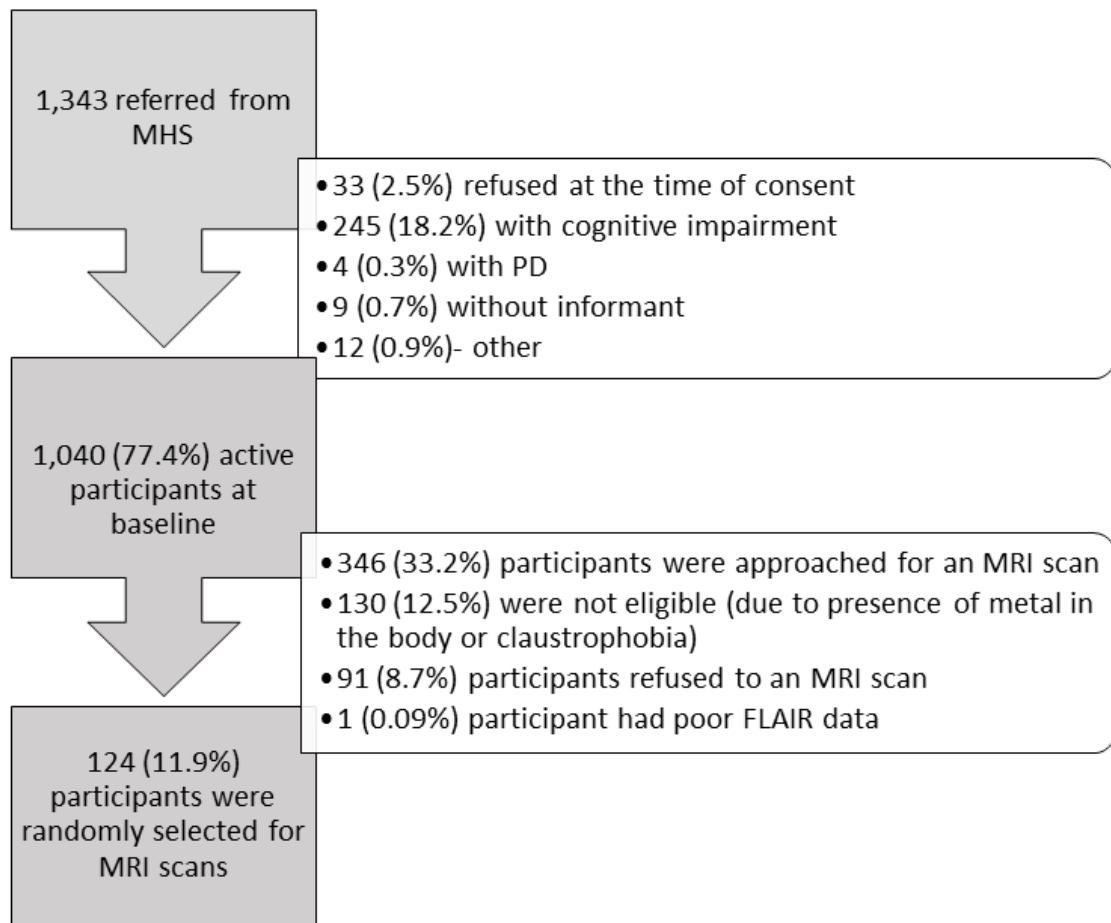 1,343 referred from
MHS
• 33 (2.5%) refused at the time of consent
• 245 (18.2%) with cognitive impairment
• 4 (0.3%) with PD
• 9 (0.7%) without informant
• 12 (0.9%)- other
1,040 (77.4%) active
participants at
baseline
• 346 (33.2%) participants were approached for an MRI scan
• 130 (12.5%) were not eligible (due to presence of metal in
the body or claustrophobia)
• 91 (8.7%) participants refused to an MRI scan
• 1 (0.09%) participant had poor FLAIR data
124 (11.9%)
participants were
randomly selected for
MRI scans